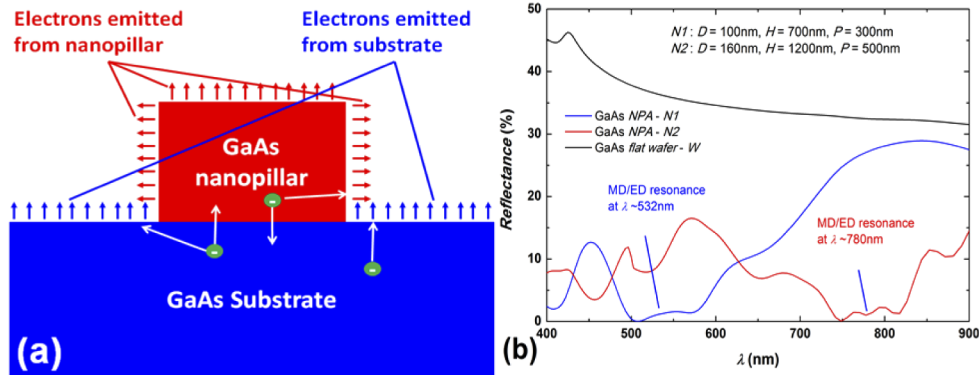 Electrons emitted
from nanopillar
Electrons emitted
from substrate
GaAs
nanopillar
-
-
-
GaAs Substrate
(a)
Reflectance (%)
50
40
30
20
10
0
N1 : D = 100nm, H = 700nm, P = 300nm
N2 : D = 160nm, H = 1200nm, P = 500nm
GaAs NPA - N1
GaAs NPA - N2
GaAs flat wafer - W
MD/ED resonance
at λ ~532nm
MD/ED resonance
at λ ~780nm
400 500 600 700 800 900
λ (nm)
(b)